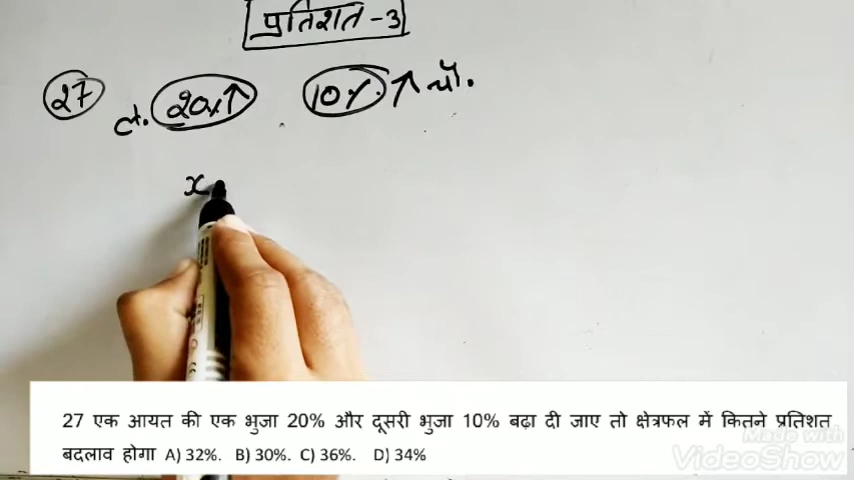 प्रतिशत-3
27 ल. 20%↑ 10%.↑ चौ.
x
27 एक आयत की एक भुजा 20% और दूसरी भुजा 10% बढ़ा दी जाए तो क्षेत्रफल में कितने प्रतिशत
बदलाव होगा A) 32%. B) 30%. C) 36%. D) 34%
Made with
VideoShow